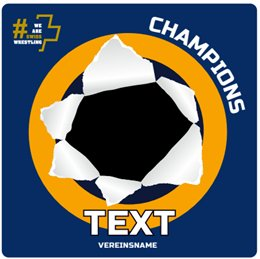 #WE
ARE
SWISS
WRESTLING
CHAMPIONS
TEXT
VEREINSNAME